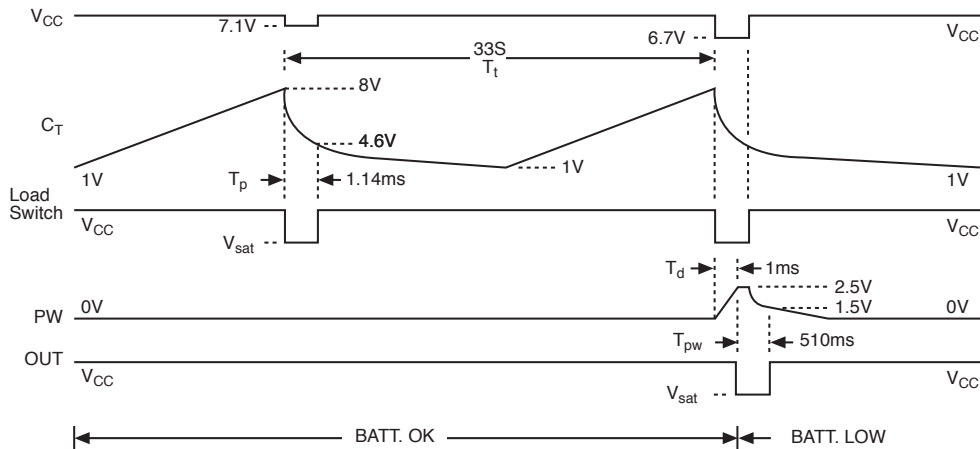 VCC
7.1V
6.7V
VCC
33S
Tt
8V
CT
4.6V
1V
Tp
1.14ms
1V
1V
Load
Switch
VCC
Vsat
VCC
Td
1ms
2.5V
1.5V
0V
PW
0V
Tpw
510ms
OUT
VCC
Vsat
VCC
BATT. OK
BATT. LOW